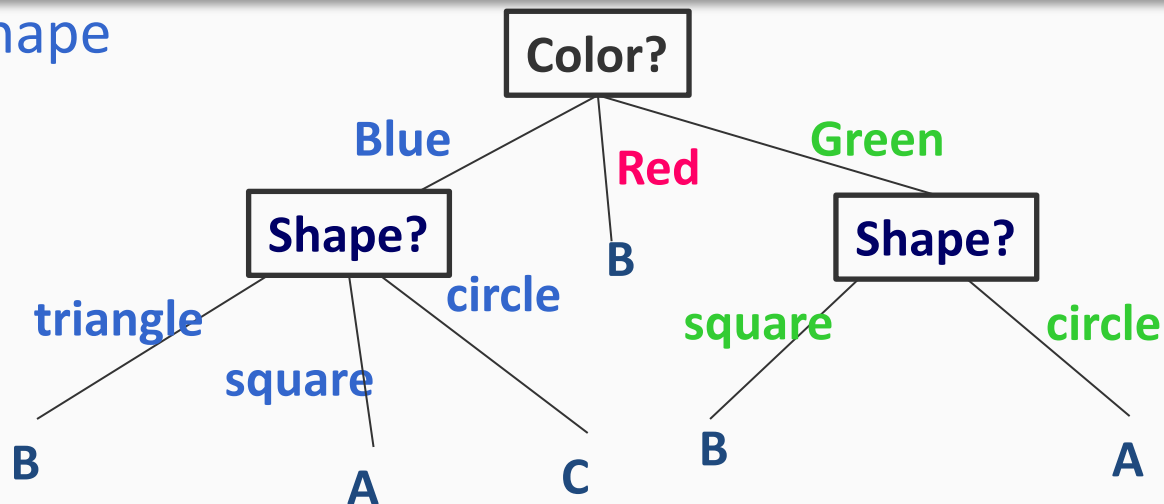 hape
Color?
Blue
Red
Green
Shape?
Shape?
B
triangle
square
circle
square
circle
B
A
C
B
A